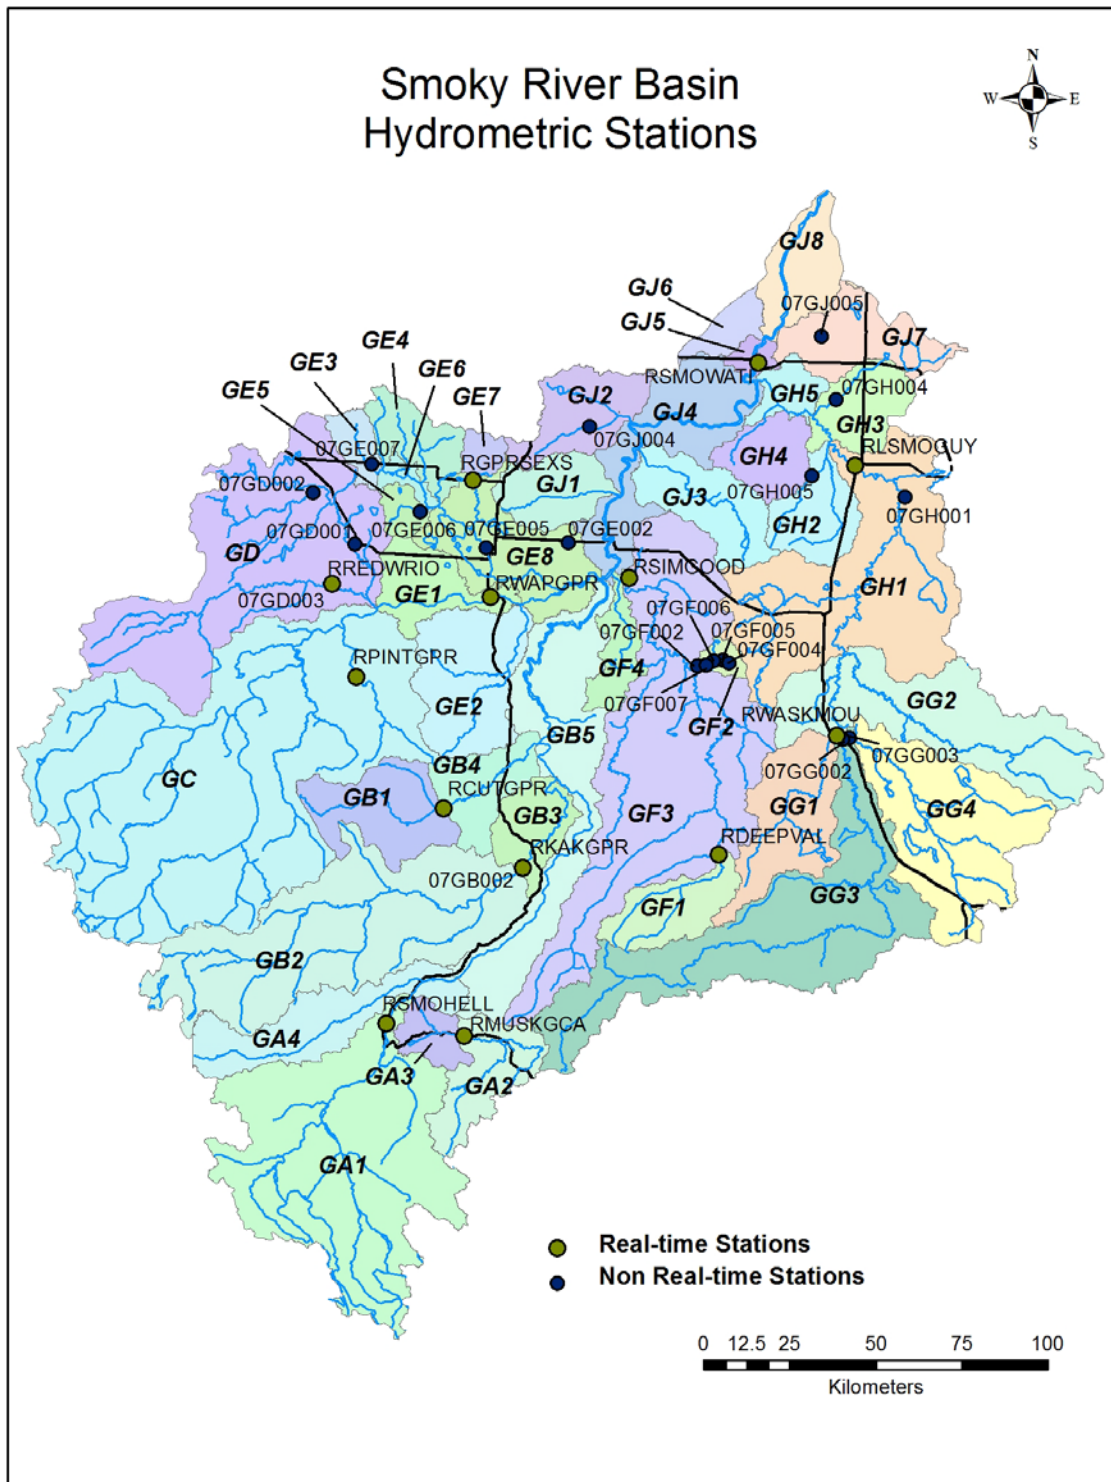 Smoky River Basin
Hydrometric Stations
N
W E
S
GJ8
GJ6
07GJ005
GJ5
GJ7
GE4
GE3
GE6
RSMOWATI
GE5
GE7
GJ2
GJ4
GH5
07GH004
GH3
07GE007
07GJ004
RLSMOGUY
RGPRSEXS
GH4
07GD002
GJ1
GJ3
07GH005
07GH001
07GD001
07GE006
07GE005
07GE002
GH2
GD
GE8
RREDWRIO
RSIMGOOD
07GD003
GE1
RWAPGPR
GH1
07GF006
07GF002
07GF005
07GF004
RPINTGPR
GF4
07GF007
GE2
GF2
GG2
RWASKMOU
GB5
07GG003
GC
GB4
07GG002
GB1
RCUTGPR
GB3
GF3
GG1
GG4
RKAKGPR
RDEEPVAL
07GB002
GF1
GG3
GB2
RSMOHELL
RMUSKGCA
GA4
GA3
GA2
GA1
Real-time Stations
Non Real-time Stations
0 12.5 25 50 75 100
Kilometers